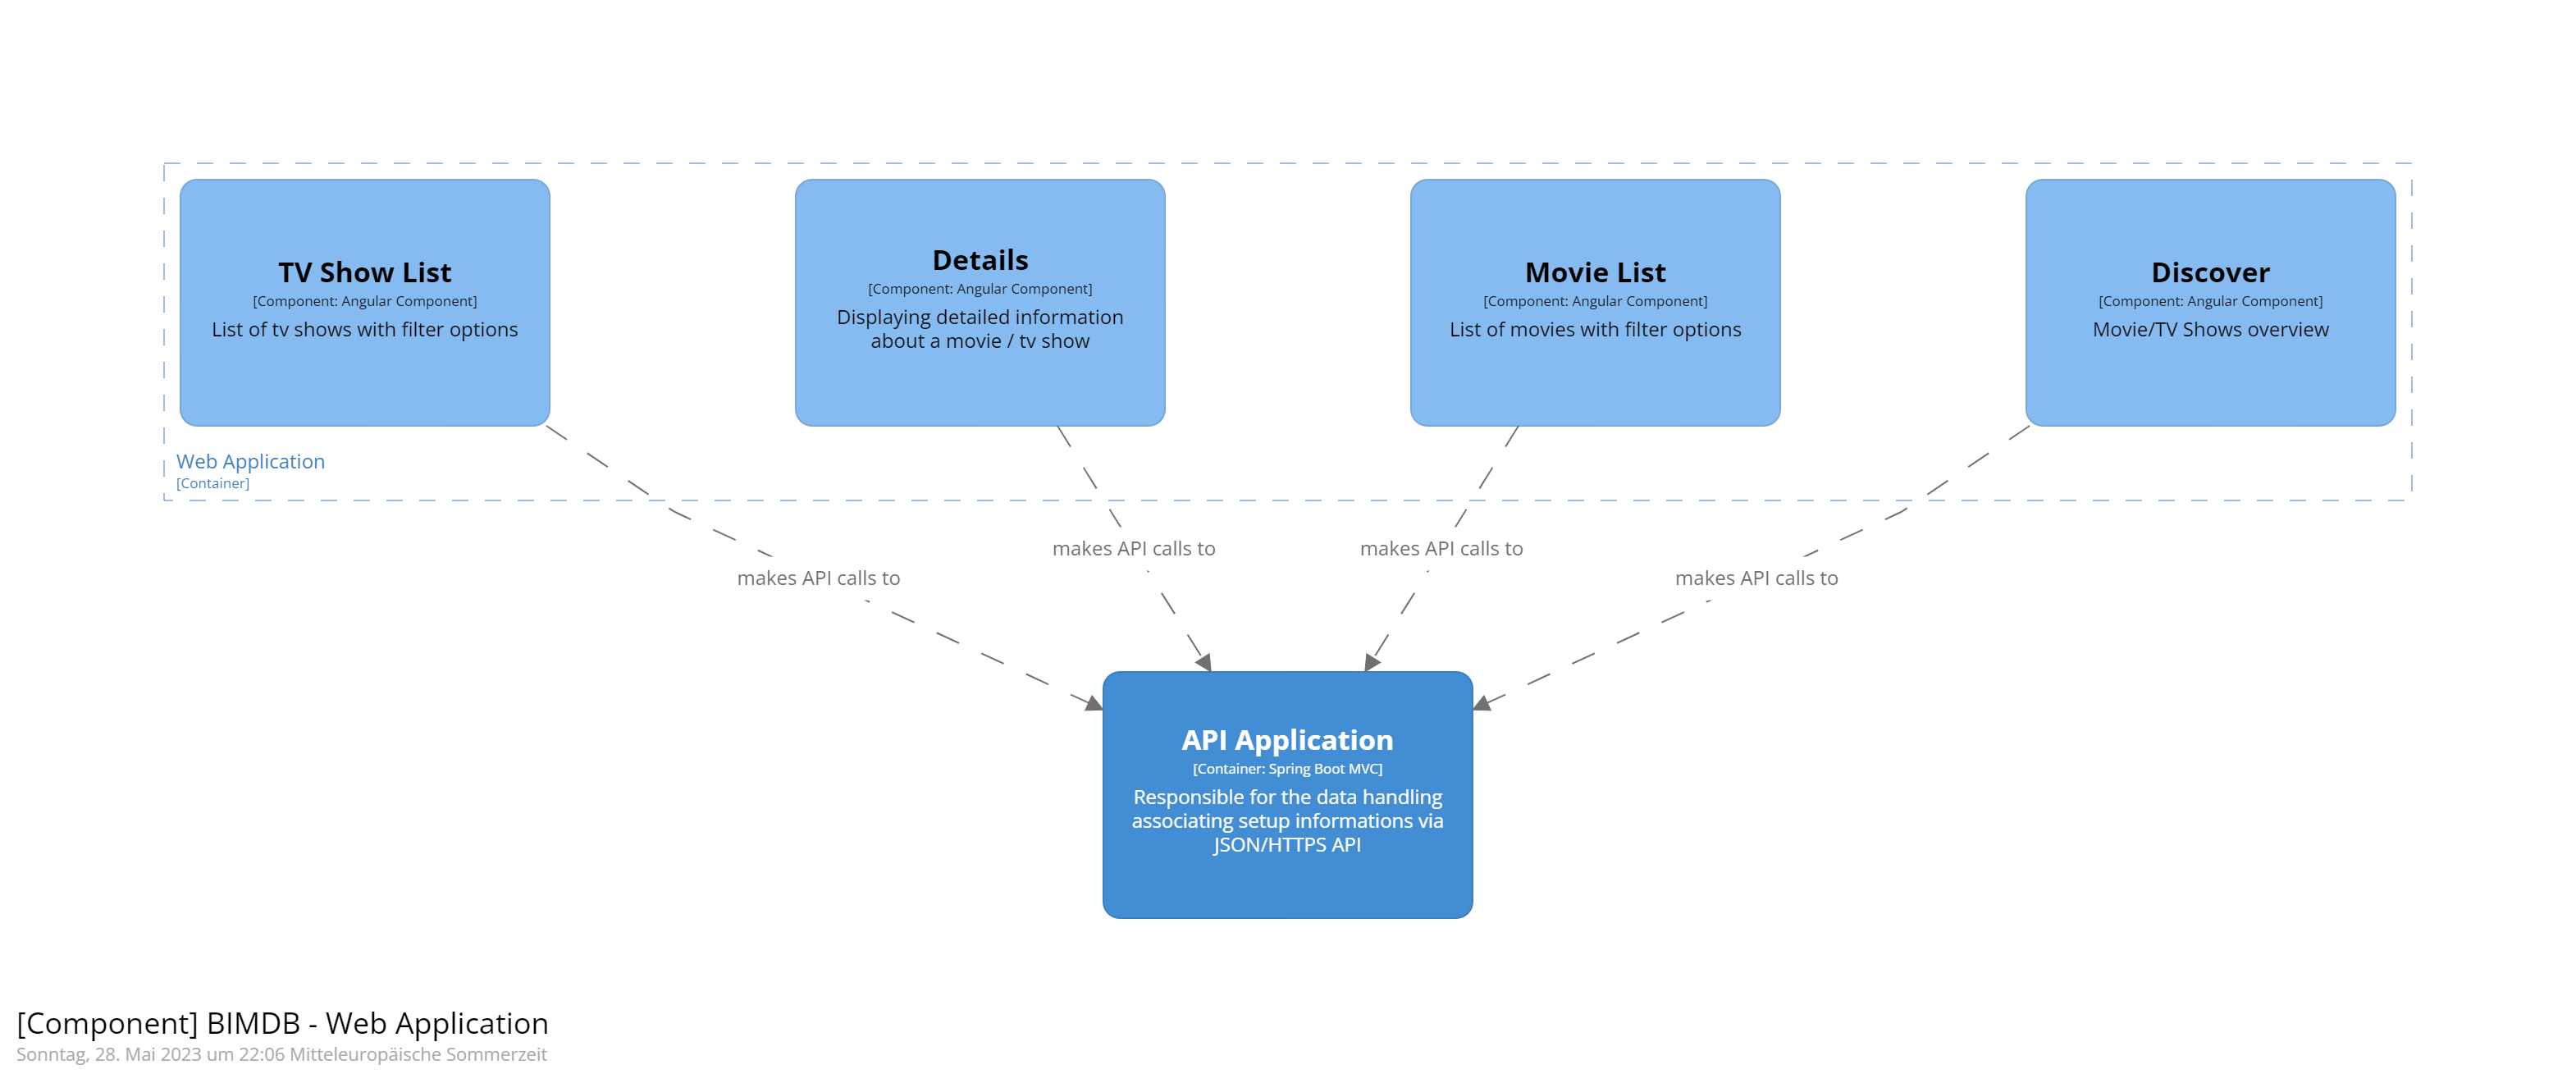 TV Show List
[Component: Angular Component]
List of tv shows with filter options
Details
[Component: Angular Component]
Displaying detailed information
about a movie / tv show
Movie List
[Component: Angular Component]
List of movies with filter options
Discover
[Component: Angular Component]
Movie/TV Shows overview
Web Application
[Container]
makes API calls to
makes API calls to
makes API calls to
makes API calls to
API Application
[Container: Spring Boot MVC]
Responsible for the data handling
associating setup informations via
JSON/HTTPS API
[Component] BIMDB - Web Application
Sonntag, 28. Mai 2023 um 22:06 Mitteleuropäische Sommerzeit